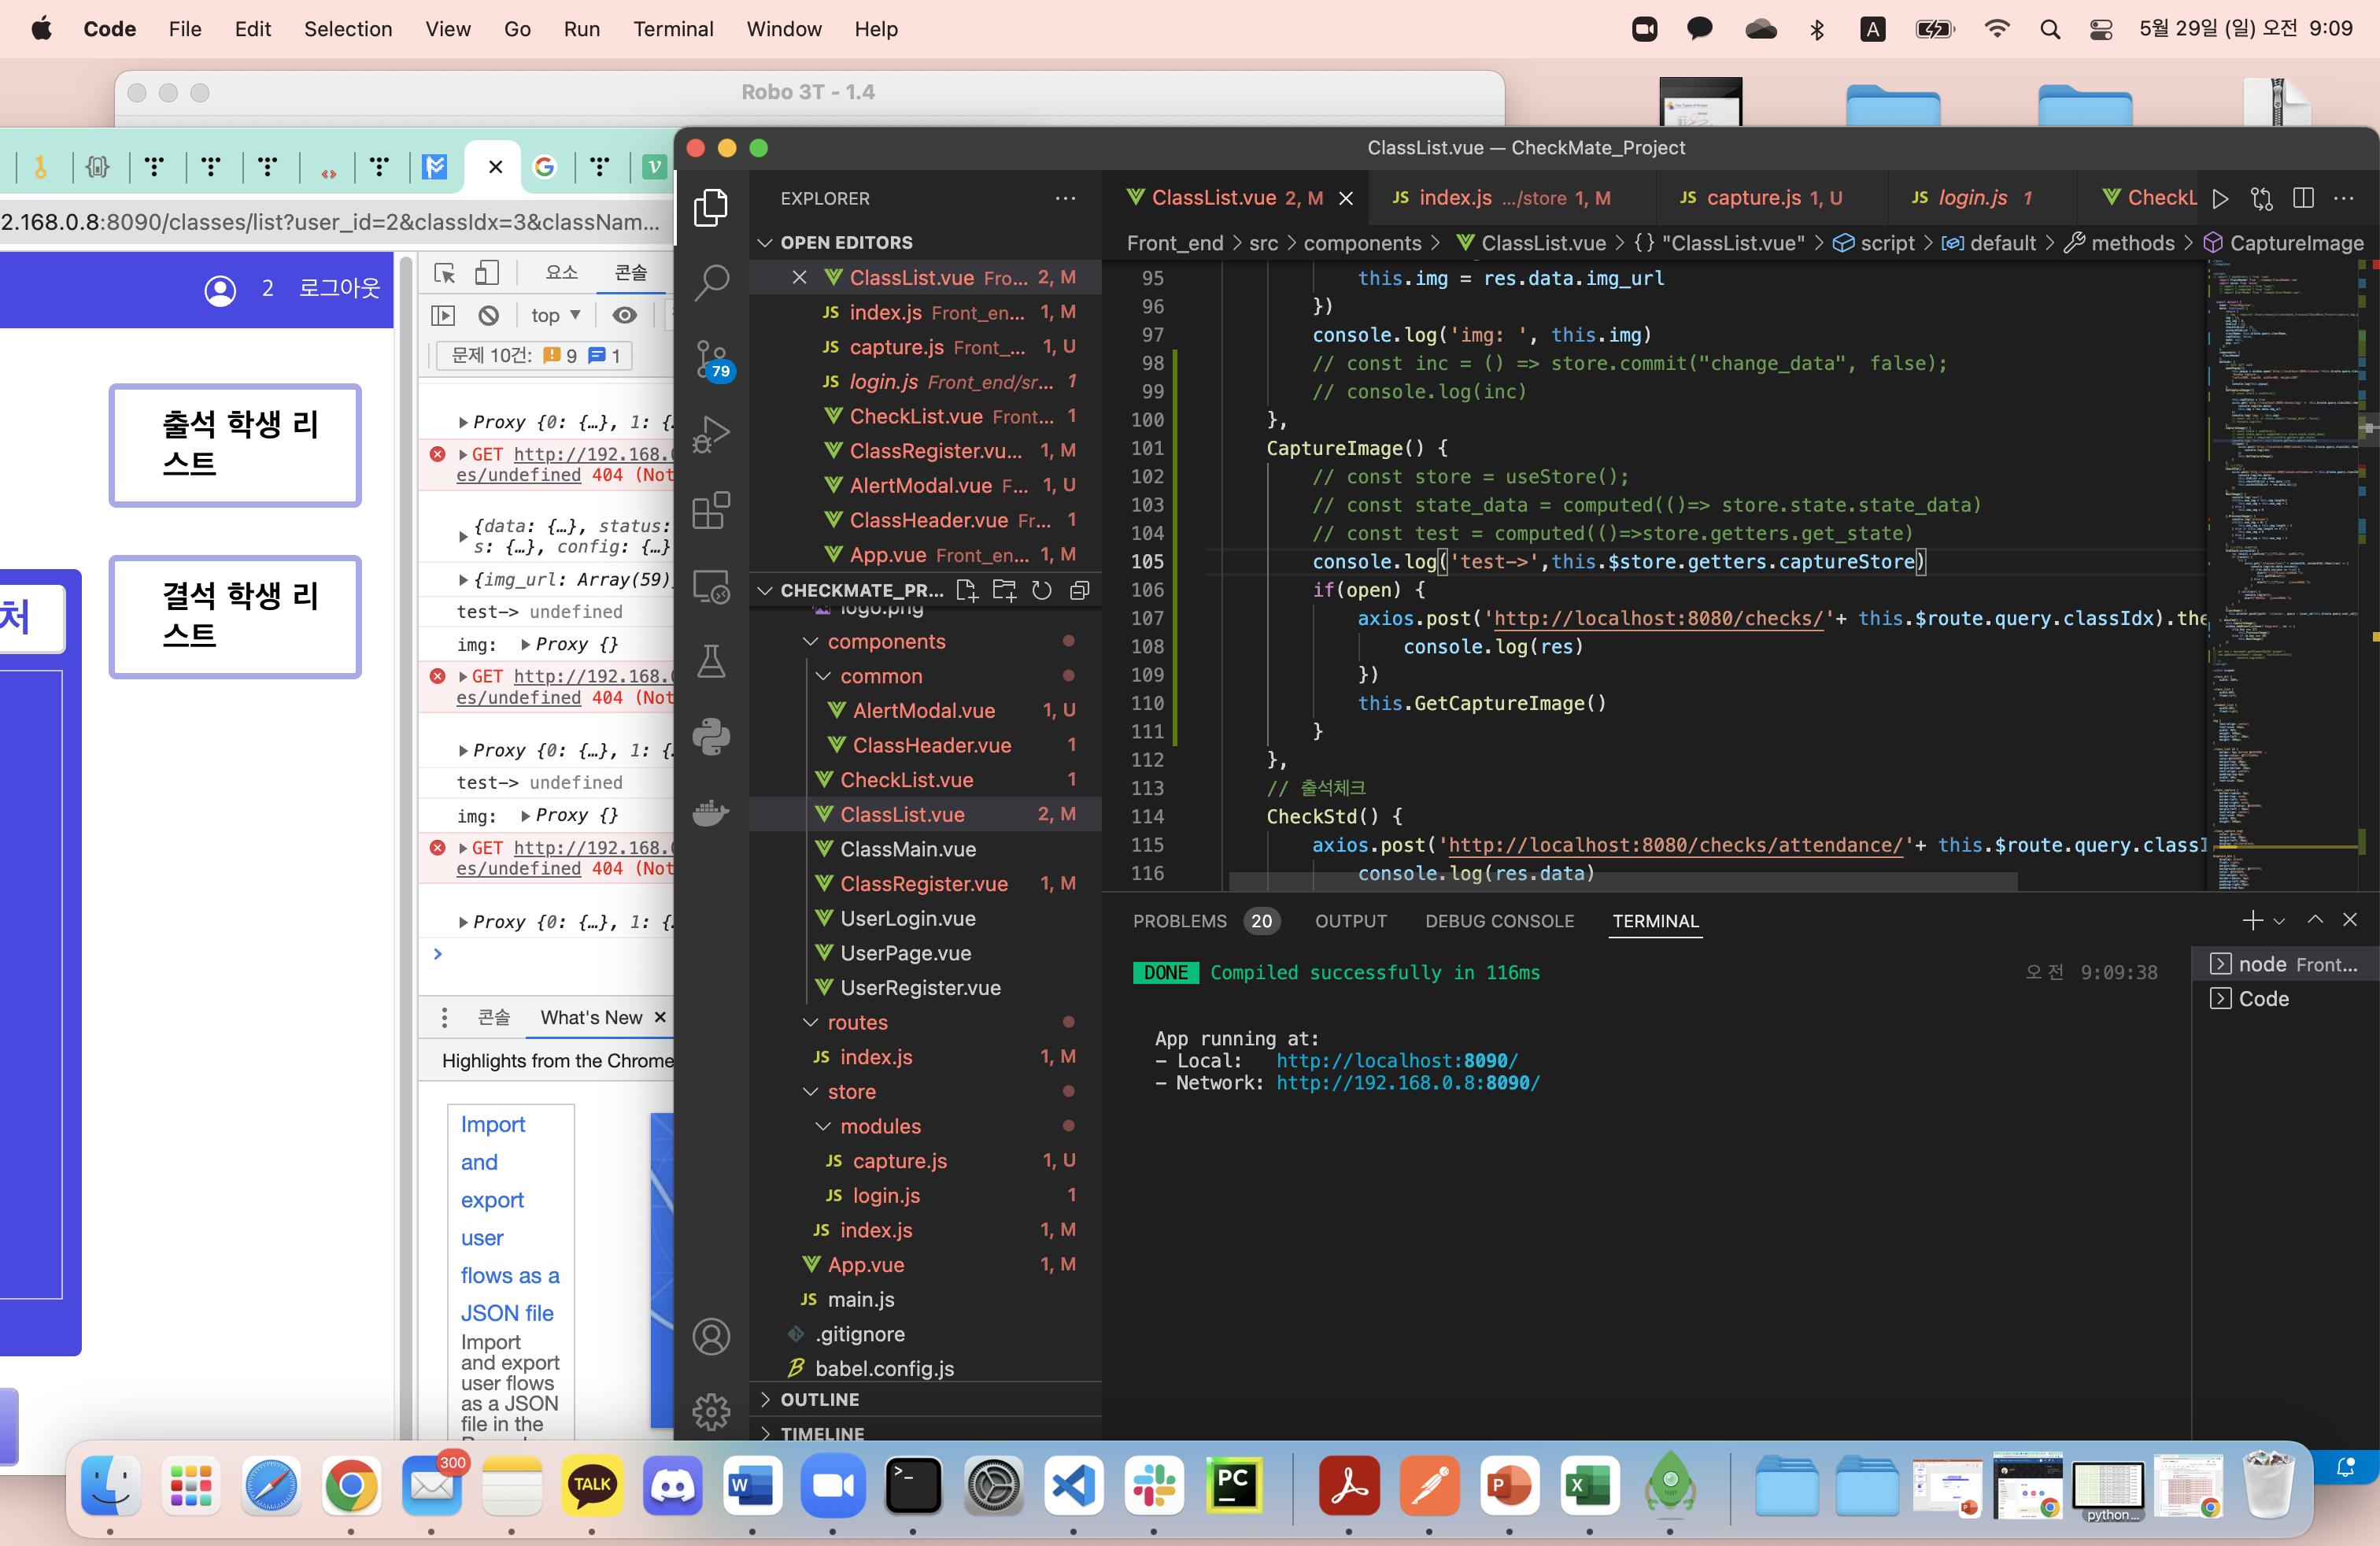 Code File Edit Selection View Go Run Terminal Window Help
A
5월 29일 (일) 오전 9:09
Robo 3T - 1.4
2.168.0.8:8090/classes/list?user_id=2&classIdx=3&classNam...
2 로그아웃
출석 학생 리
스트
결석 학생 리
스트
처
요소 콘솔
top
문제 10건: 9 1
Proxy {0: {…}, 1: {
GET http://192.168.
es/undefined 404 (Not
{data: {…}, status:
s: {…}, config: {…}
{img_url: Array(59)
test-> undefined
img: Proxy {}
GET http://192.168.
es/undefined 404 (Not
Proxy {0: {…}, 1: {
test-> undefined
img: Proxy {}
GET http://192.168.
es/undefined 404 (Not
Proxy {0: {…}, 1: {
콘솔 What's New
Highlights from the Chrome
Import
and
export
user
flows as a
JSON file
Import
and export
user flows
as a JSON
file in the
ClassList.vue — CheckMate_Project
79
EXPLORER
OPEN EDITORS
ClassList.vue Fro... 2, M
index.js Front_en... 1, M
capture.js Front_... 1, U
login.js Front_end/sr... 1
CheckList.vue Front... 1
ClassRegister.vu... 1, M
AlertModal.vue F... 1, U
ClassHeader.vue Fr... 1
App.vue Front_en... 1, M
CHECKMATE_PR...
logo.png
components
common
AlertModal.vue 1, U
ClassHeader.vue 1
CheckList.vue 1
ClassList.vue 2, M
ClassMain.vue
ClassRegister.vue 1, M
UserLogin.vue
UserPage.vue
UserRegister.vue
routes
index.js 1, M
store
modules
capture.js 1, U
login.js 1
index.js 1, M
App.vue 1, M
main.js
.gitignore
babel.config.js
OUTLINE
TIMELINE
ClassList.vue 2, M index.js .../store 1, M capture.js 1, U login.js 1 CheckL
Front_end > src > components > ClassList.vue > {} "ClassList.vue" > script > default > methods > CaptureImage
95 this.img = res.data.img_url
96 })
97 console.log('img: ', this.img)
98 // const inc = () => store.commit("change_data", false);
99 // console.log(inc)
100 },
101 CaptureImage() {
102 // const store = useStore();
103 // const state_data = computed(()=> store.state.state_data)
104 // const test = computed(()=>store.getters.get_state)
105 console.log('test->',this.$store.getters.captureStore)
106 if(open) {
107 axios.post('http://localhost:8080/checks/'+ this.$route.query.classIdx).the
108 console.log(res)
109 })
110 this.GetCaptureImage()
111 }
112 },
113 // 출석체크
114 CheckStd() {
115 axios.post('http://localhost:8080/checks/attendance/'+ this.$route.query.classI
116 console.log(res.data)
PROBLEMS 20 OUTPUT DEBUG CONSOLE TERMINAL
DONE Compiled successfully in 116ms 오전 9:09:38
App running at:
- Local: http://localhost:8090/
- Network: http://192.168.0.8:8090/
node Front...
Code
300
TALK
W
PC
P
X
python...